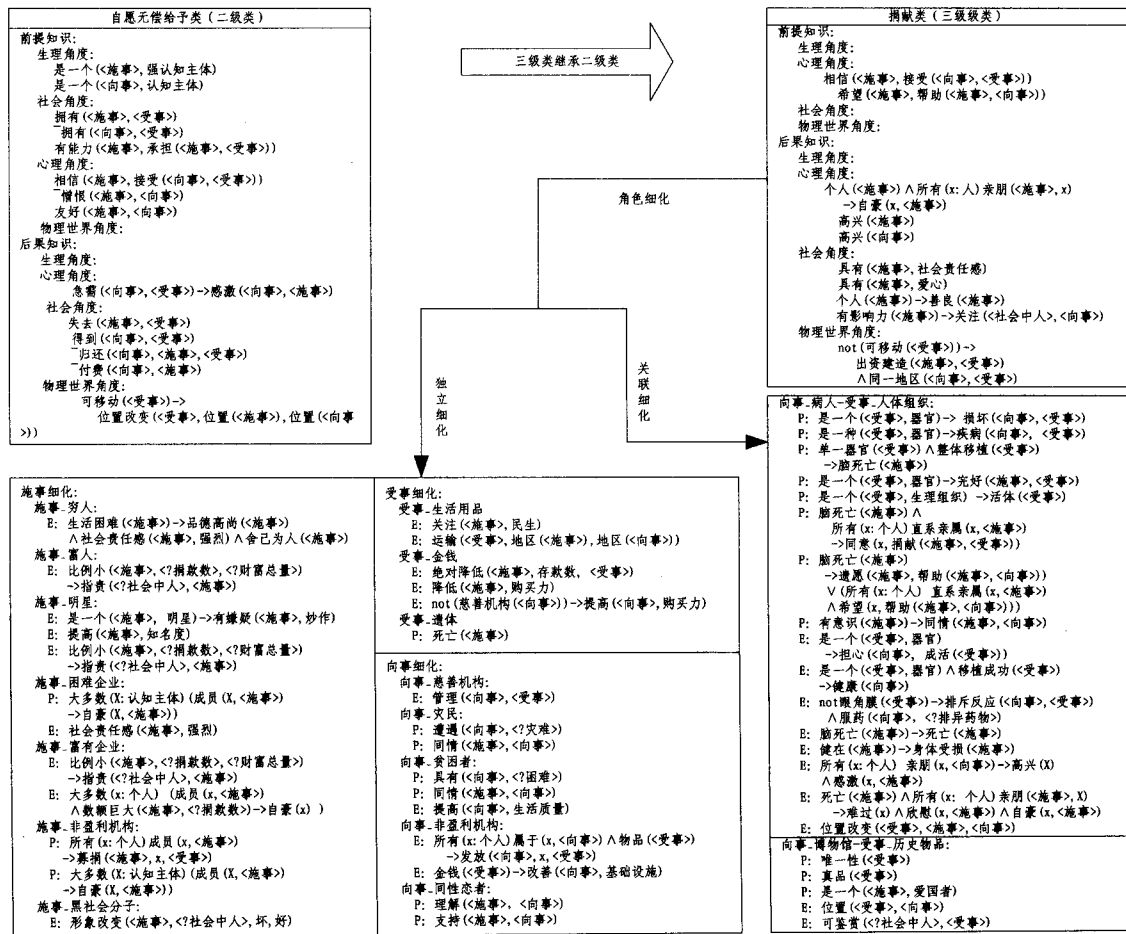 自愿无偿给予类（二级类）
前提知识:
生理角度:
是一个(<施事>,强认知主体)
是一个(<向事>,认知主体)
社会角度:
拥有(<施事>,<受事>)
¯拥有(<向事>,<受事>)
有能力(<施事>,承担(<施事>,<受事>))
心理角度:
相信(<施事>,接受(<向事>,<受事>))
¯憎恨(<施事>,<向事>)
友好(<施事>,<向事>)
物理世界角度:
后果知识:
生理角度:
心理角度:
急需(<向事>,<受事>)->感激(<向事>,<施事>)
社会角度:
失去(<施事>,<受事>)
得到(<向事>,<受事>)
¯归还(<向事>,<施事>,<受事>)
¯付费(<向事>,<施事>)
物理世界角度:
可移动(<受事>)->
位置改变(<受事>,位置(<施事>),位置(<向事
>))
三级类继承二级类
捐献类（三级级类）
前提知识:
生理角度:
心理角度:
相信(<施事>,接受(<向事>,<受事>))
希望(<施事>,帮助(<施事>,<向事>))
社会角度:
物理世界角度:
后果知识:
生理角度:
心理角度:
个人(<施事>)∧所有(x:人)亲朋(<施事>,x)
->自豪(x,<施事>)
高兴(<施事>)
高兴(<向事>)
社会角度:
具有(<施事>,社会责任感)
具有(<施事>,爱心)
个人(<施事>)->善良(<施事>)
有影响力(<施事>)->关注(<社会中人>,<向事>)
物理世界角度:
not(可移动(<受事>))->
出资建造(<施事>,<受事>)
∧同一地区(<向事>,<受事>)
角色细化
独立细化
关联细化
施事细化:
施事_穷人
E: 生活困难(<施事>)->品德高尚(<施事>)
∧社会责任感(<施事>,强烈)∧舍己为人(<施事>)
施事_富人:
E: 比例小(<施事>,<?捐款数>,<?财富总量>)
->指责(<?社会中人>,<施事>)
施事_明星:
E: 是一个(<施事>, 明星)->有嫌疑(<施事>,炒作)
E: 提高(<施事>,知名度)
E: 比例小(<施事>,<?捐款数>,<?财富总量>)
->指责(<?社会中人>,<施事>)
施事_困难企业:
P: 大多数(X:认知主体)(成员(X,<施事>)
->自豪(X,<施事>))
E: 社会责任感(<施事>,强烈)
施事_富有企业:
E: 比例小(<施事>,<?捐款数>,<?财富总量>)
->指责(<?社会中人>,<施事>)
E: 大多数(x:个人) (成员(x,<施事>)
∧数额巨大(<施事>,<?捐款数>)->自豪(x) )
施事_非盈利机构:
P: 所有(x:个人)成员(x,<施事>)
->募捐(<施事>,x,<受事>)
P: 大多数(X:认知主体)(成员(X,<施事>)
->自豪(X,<施事>))
施事_黑社会分子:
E: 形象改变(<施事>,<?社会中人>,坏,好)
受事细化:
受事_生活用品
E: 关注(<施事>,民生)
E: 运输(<受事>,地区(<施事>),地区(<向事>))
受事_金钱
E: 绝对降低(<施事>,存款数, <受事>)
E: 降低(<施事>,购买力)
E: not(慈善机构(<向事>))->提高(<向事>,购买力)
受事_遗体
P: 死亡(<施事>)
向事细化:
向事_慈善机构:
E: 管理(<向事>,<受事>)
向事_灾民:
P: 遭遇(<向事>,<?灾难>)
P: 同情(<施事>,<向事>)
向事_贫困者:
P: 具有(<向事>,<?困难>)
P: 同情(<施事>,<向事>)
E: 提高(<向事>,生活质量)
向事_非盈利机构:
E: 所有(x:个人)属于(x,<向事>)∧物品(<受事>)
->发放(<向事>,x,<受事>)
E: 金钱(<受事>)->改善(<向事>,基础设施)
向事_同性恋者:
P: 理解(<施事>, <向事>)
P: 支持(<施事>,<向事>)
向事_病人-受事_人体组织:
P: 是一个(<受事>,器官)-> 损坏(<向事>,<受事>)
P: 是一种(<受事>,器官)->疾病(<向事>, <受事>)
P: 单一器官(<受事>)∧整体移植(<受事>)
->脑死亡(<施事>)
P: 是一个(<受事>,器官)->完好(<施事>,<受事>)
P: 是一个(<受事>,生理组织) ->活体(<受事>)
P: 脑死亡(<施事>)∧
所有(x:个人)直系亲属(x,<施事>)
->同意(x,捐献(<施事>,<受事>))
P: 脑死亡(<施事>)
->遗愿(<施事>,帮助(<向事>))
∨(所有(x:个人) 直系亲属(x,<施事>)
∧希望(x,帮助(<施事>,<向事>)))
P: 有意识(<施事>)->同情(<施事>,<向事>)
E: 是一个(<受事>,器官)
->担心(<向事>, 成活(<受事>))
E: 是一个(<受事>,器官)∧移植成功(<受事>)
->健康(<向事>)
E: not眼角膜(<受事>)->排斥反应(<向事>,<受事>)
∧服药(<向事>, <?排异药物>)
E: 脑死亡(<施事>)->死亡(<施事>)
E: 健在(<施事>)->身体受损(<施事>)
E: 所有(x:个人) 亲朋(x,<向事>)->高兴(X)
∧感激(x,<施事>)
E: 死亡(<施事>)∧所有(x: 个人)亲朋(<施事>,X)
->难过(x)∧欣慰(x,<施事>)∧自豪(x,<施事>)
E: 位置改变(<受事>,<施事>,<向事>)
向事_博物馆-受事_历史物品:
P: 唯一性(<受事>)
P: 真品(<受事>)
P: 是一个(<施事>,爱国者)
E: 位置(<受事>,<向事>)
E: 可鉴赏(<?社会中人>,<受事>)